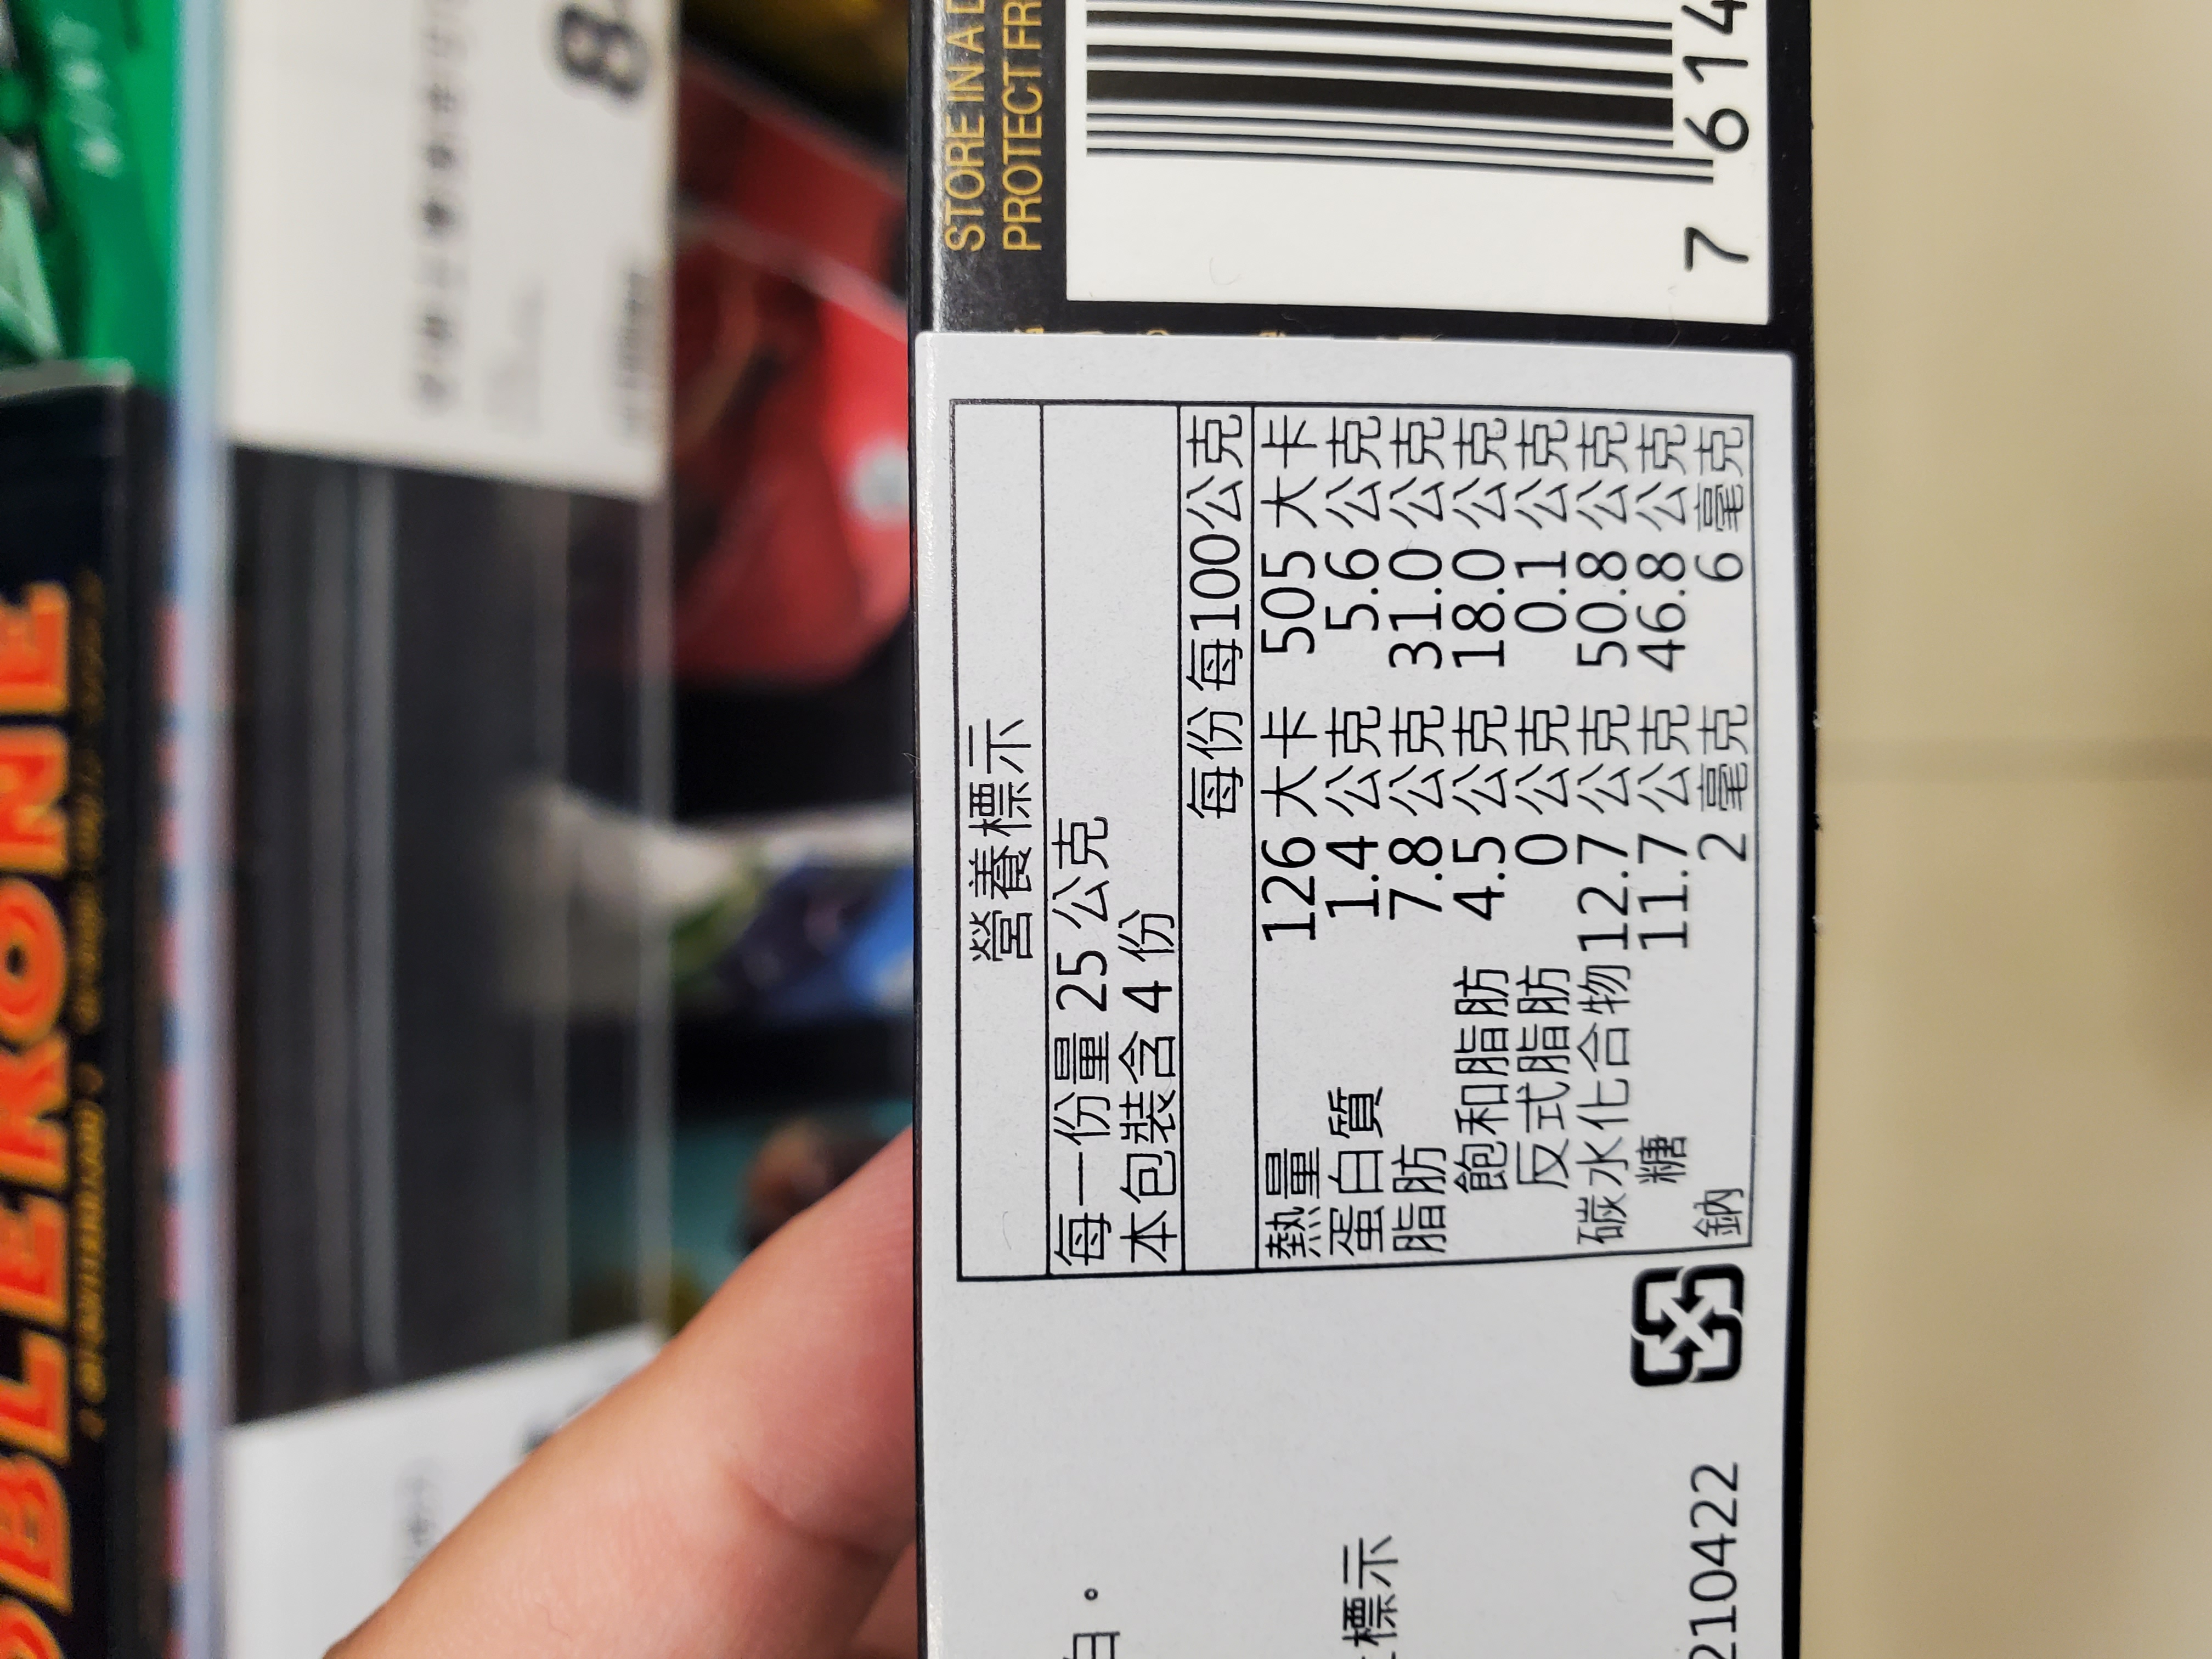 OBLERONE
MINT
8
白。
標示
210422
營養標示
每一份量 25 公克
本包裝含 4 份
每份 每100公克
熱量 126 大卡 505 大卡
蛋白質 1.4 公克 5.6 公克
脂肪 7.8 公克 31.0 公克
飽和脂肪 4.5 公克 18.0 公克
反式脂肪 0 公克 0.1 公克
碳水化合物 12.7 公克 50.8 公克
糖 11.7 公克 46.8 公克
鈉 2 毫克 6 毫克
STORE IN A D
PROTECT FR
7 614